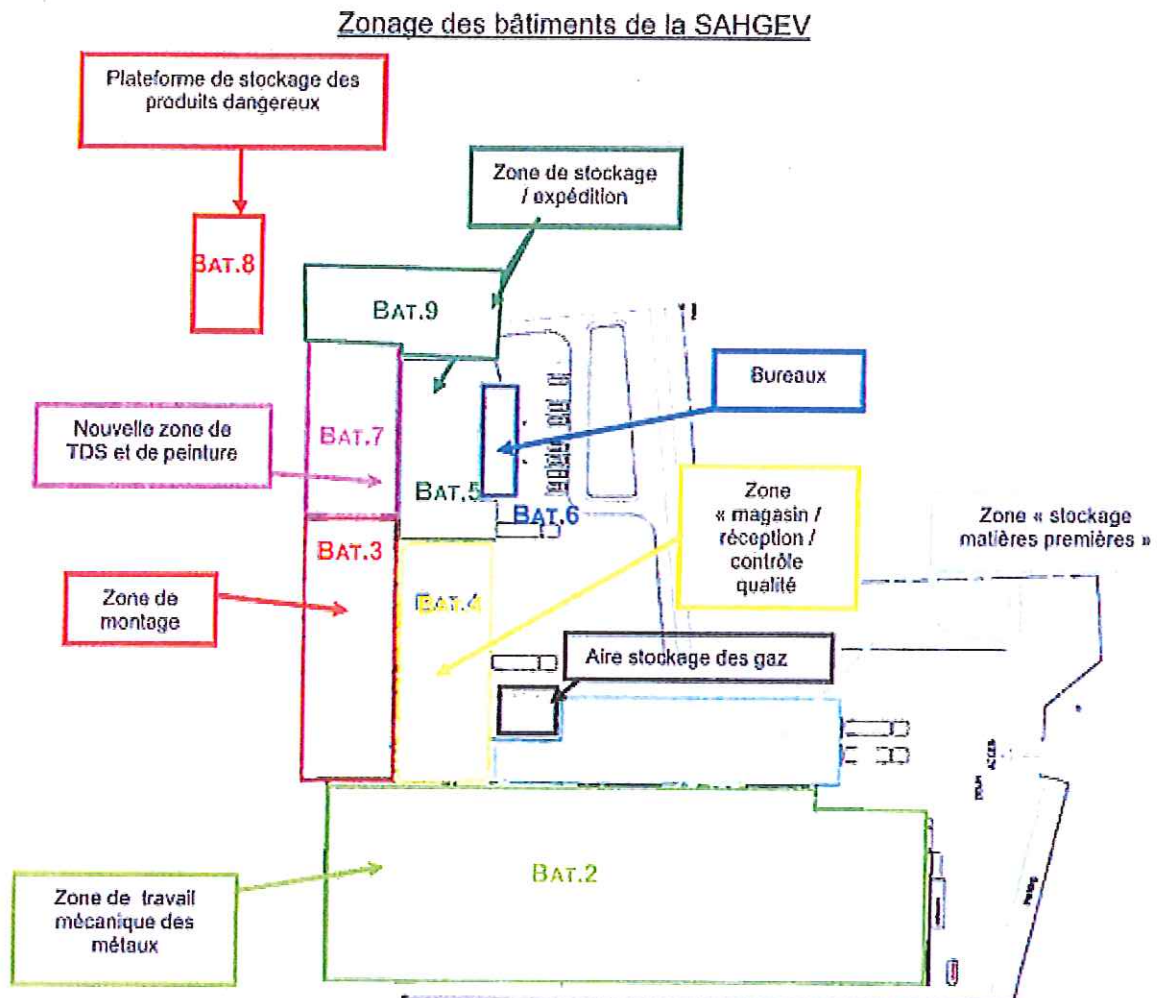 Zonage des bâtiments de la SAHGEV
Plateforme de stockage des
produits dangereux
Zone de stockage
/ expédition
BAT.8
BAT.9
Bureaux
Nouvelle zone de
TDS et de peinture
BAT.7
BAT.5
BAT.6
Zone
« magasin /
réception /
contrôle
qualité
Zone « stockage
matières premières »
BAT.3
Zone de
montage
BAT.4
Aire stockage des gaz
ACCES
Parking
BAT.2
Zone de travail
mécanique des
métaux